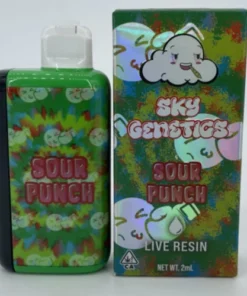 SOUR
PUNCH
SKY
GENETICS
SOUR
PUNCH
LIVE RESIN
NET WT. 2mL